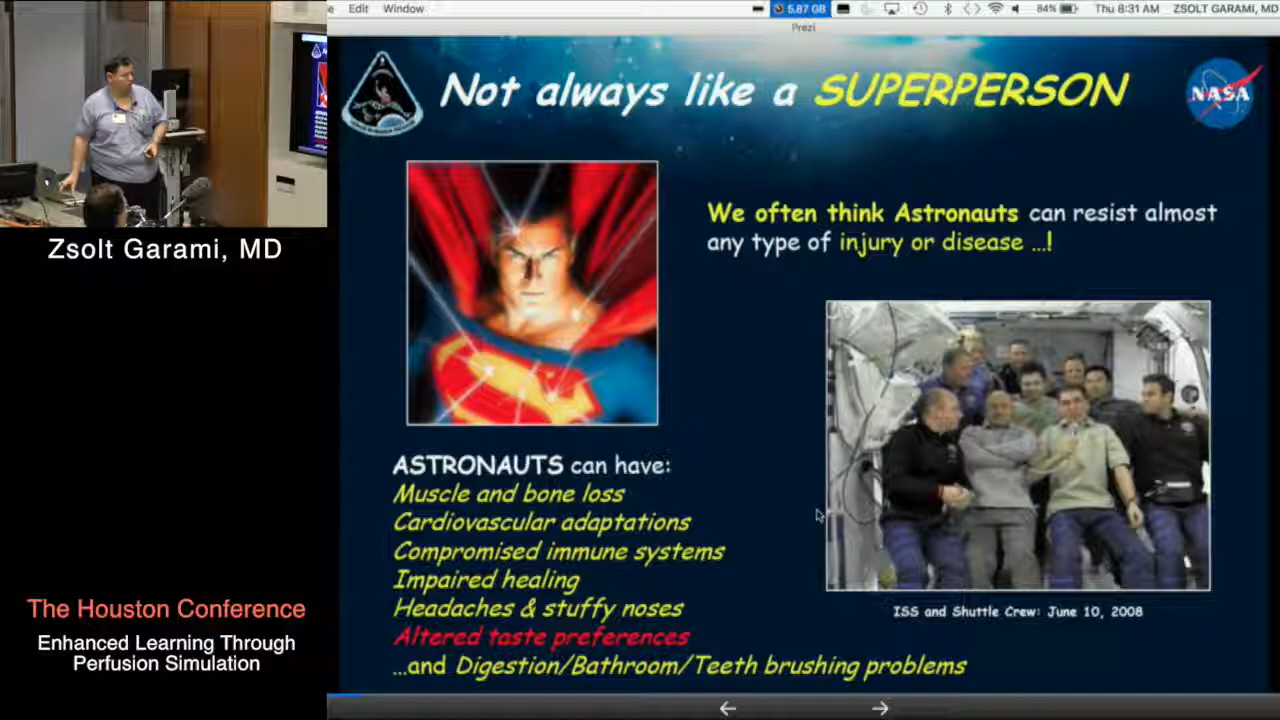 Edit Window
5.87 GB
84%
Thu 8:31 AM
ZSOLT GARAMI, MD
Prezi
Not always like a SUPERPERSON
NASA
We often think Astronauts can resist almost
any type of injury or disease ...!
Zsolt Garami, MD
ASTRONAUTS can have:
Muscle and bone loss
Cardiovascular adaptations
Compromised immune systems
Impaired healing
Headaches & stuffy noses
Altered taste preferences
...and Digestion/Bathroom/Teeth brushing problems
ISS and Shuttle Crew: June 10, 2008
The Houston Conference
Enhanced Learning Through
Perfusion Simulation